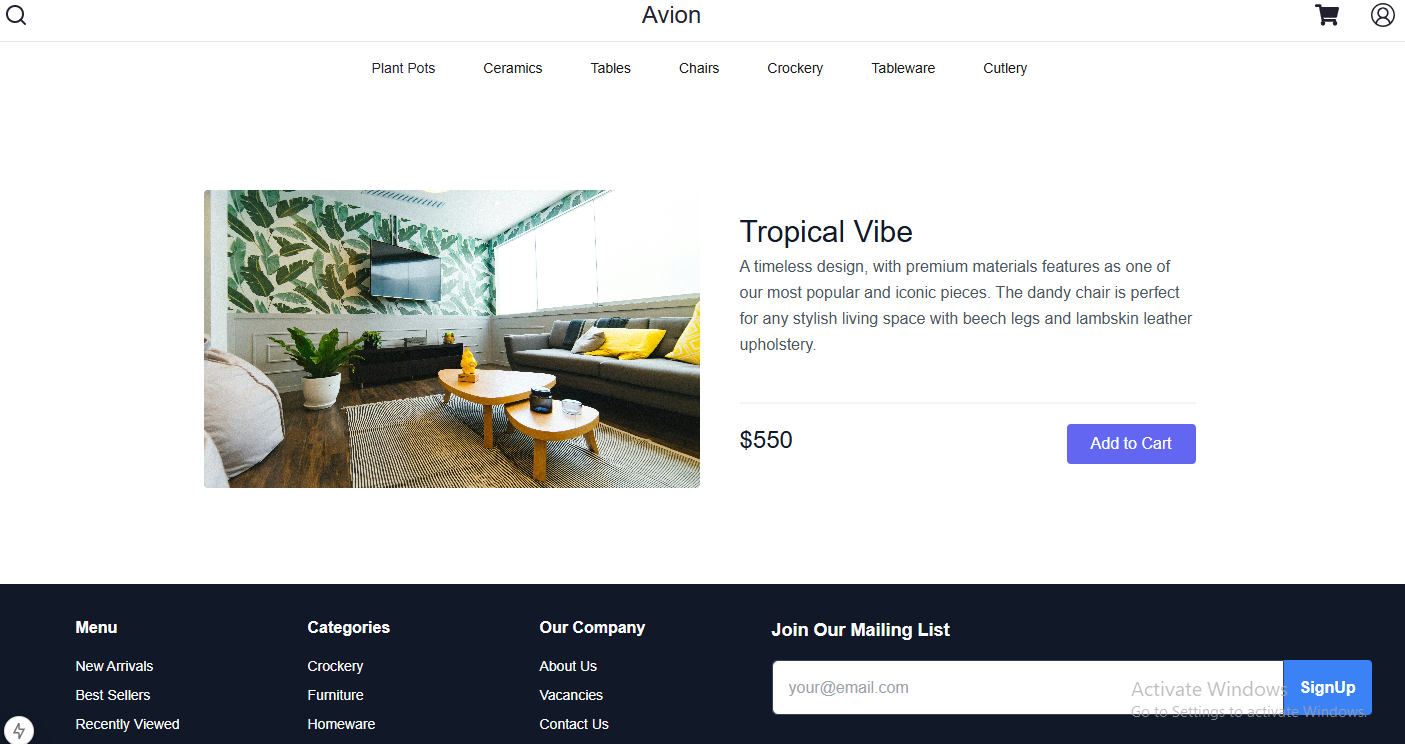 Avion
Plant Pots Ceramics Tables Chairs Crockery Tableware Cutlery
Tropical Vibe
A timeless design, with premium materials features as one of
our most popular and iconic pieces. The dandy chair is perfect
for any stylish living space with beech legs and lambskin leather
upholstery.
$550 Add to Cart
Menu Categories Our Company Join Our Mailing List
New Arrivals Crockery About Us
Best Sellers Furniture Vacancies
Recently Viewed Homeware Contact Us
your@email.com SignUp
Activate Windows
Go to Settings to activate Windows.